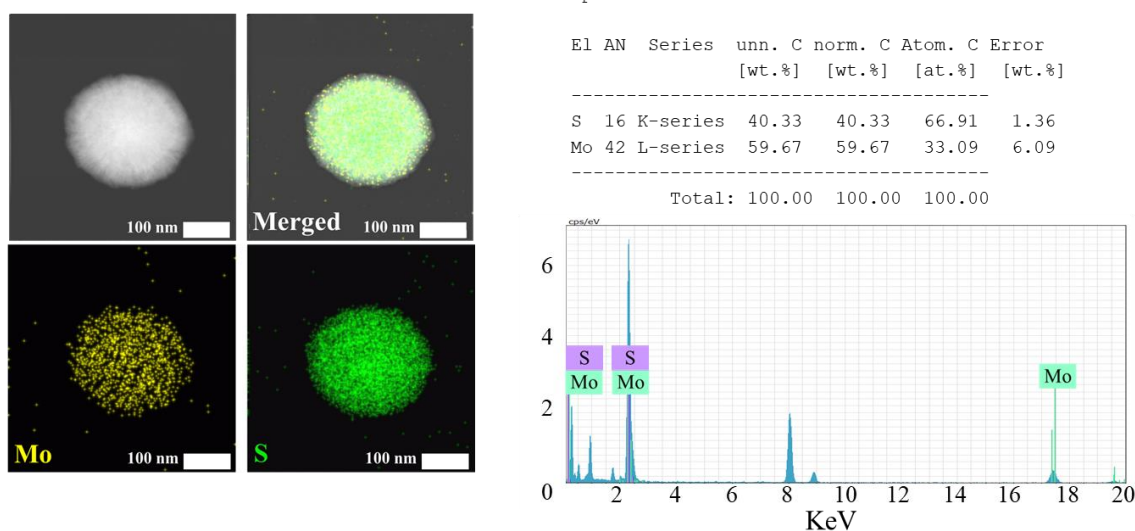 100 nm
Merged 100 nm
Mo 100 nm
S 100 nm
El AN Series unn. C norm. C Atom. C Error
[wt.%] [wt.%] [at.%] [wt.%]
---------------------------------------
S 16 K-series 40.33 40.33 66.91 1.36
Mo 42 L-series 59.67 59.67 33.09 6.09
---------------------------------------
Total: 100.00 100.00 100.00
cps/eV
6
4
S S
Mo Mo Mo
2
0 2 4 6 8 10 12 14 16 18 20
KeV